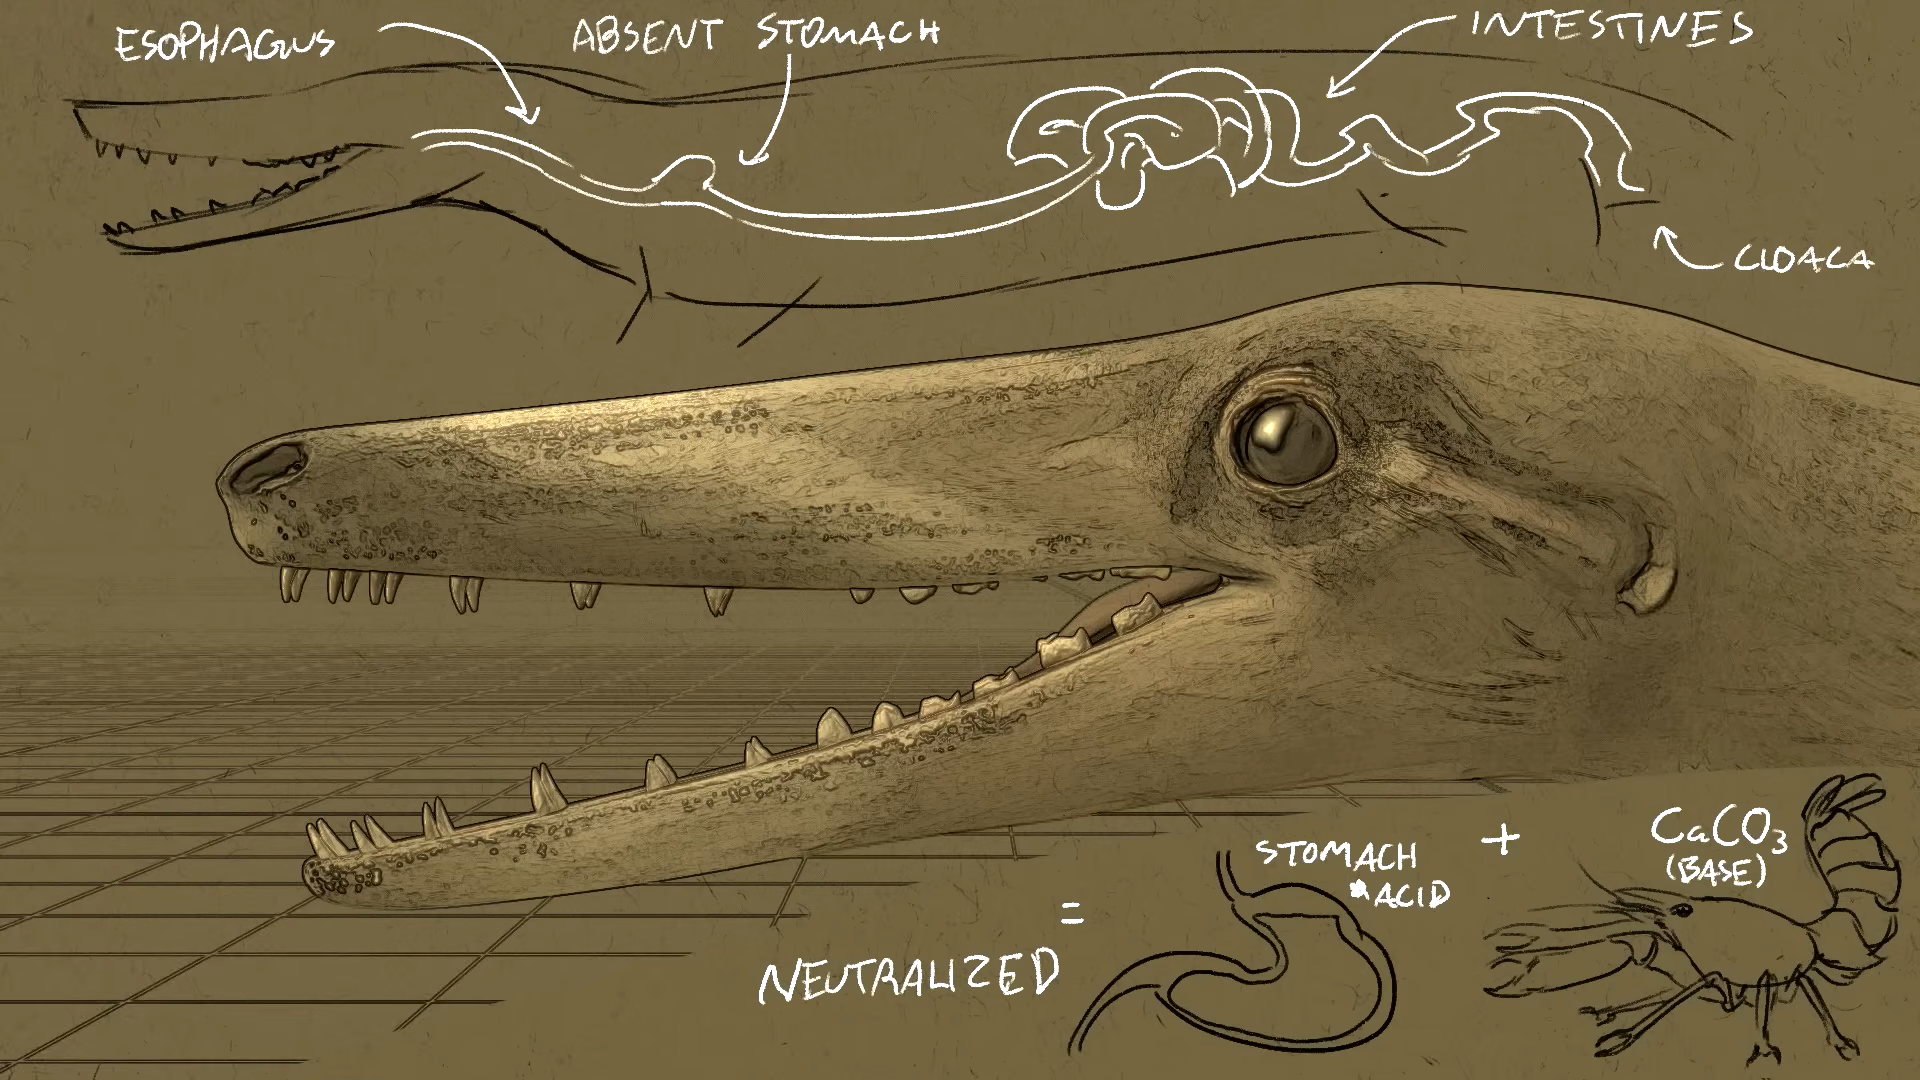 ESOPHAGUS
ABSENT STOMACH
INTESTINES
CLOACA
STOMACH
ACID
+
CaCO₃
(BASE)
=
NEUTRALIZED